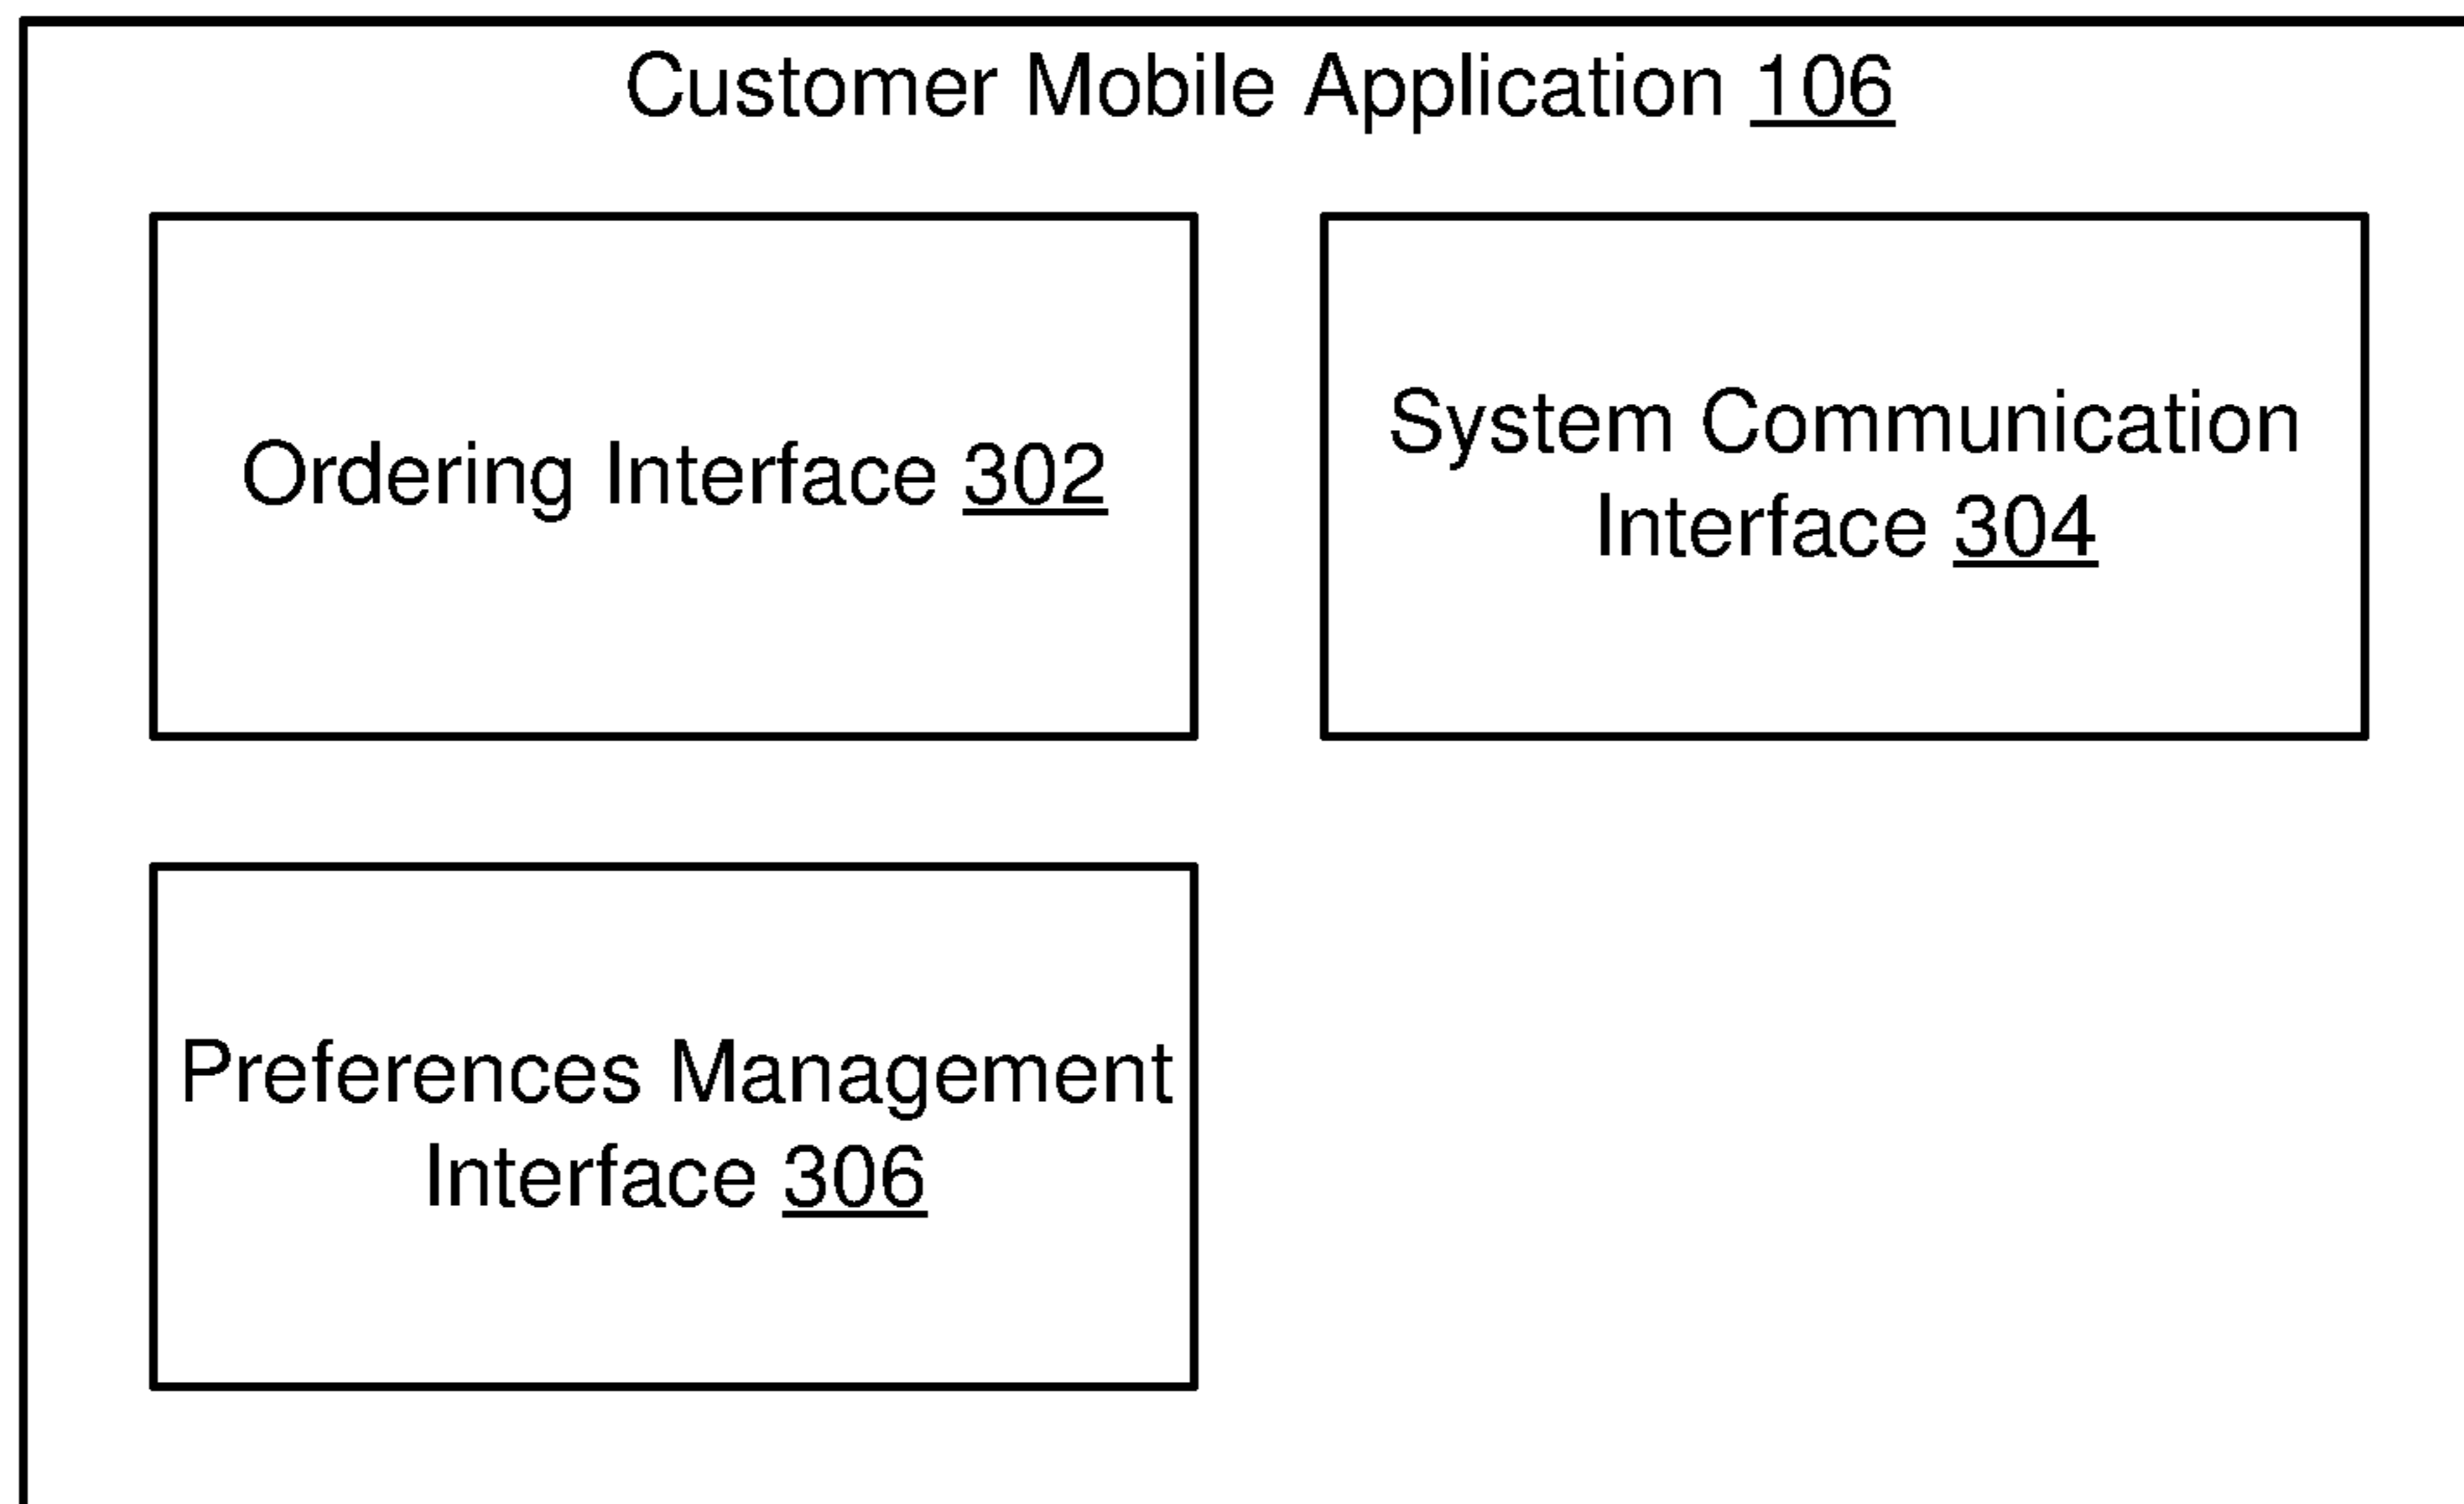 Customer Mobile Application 106
Ordering Interface 302
System Communication
Interface 304
Preferences Management
Interface 306